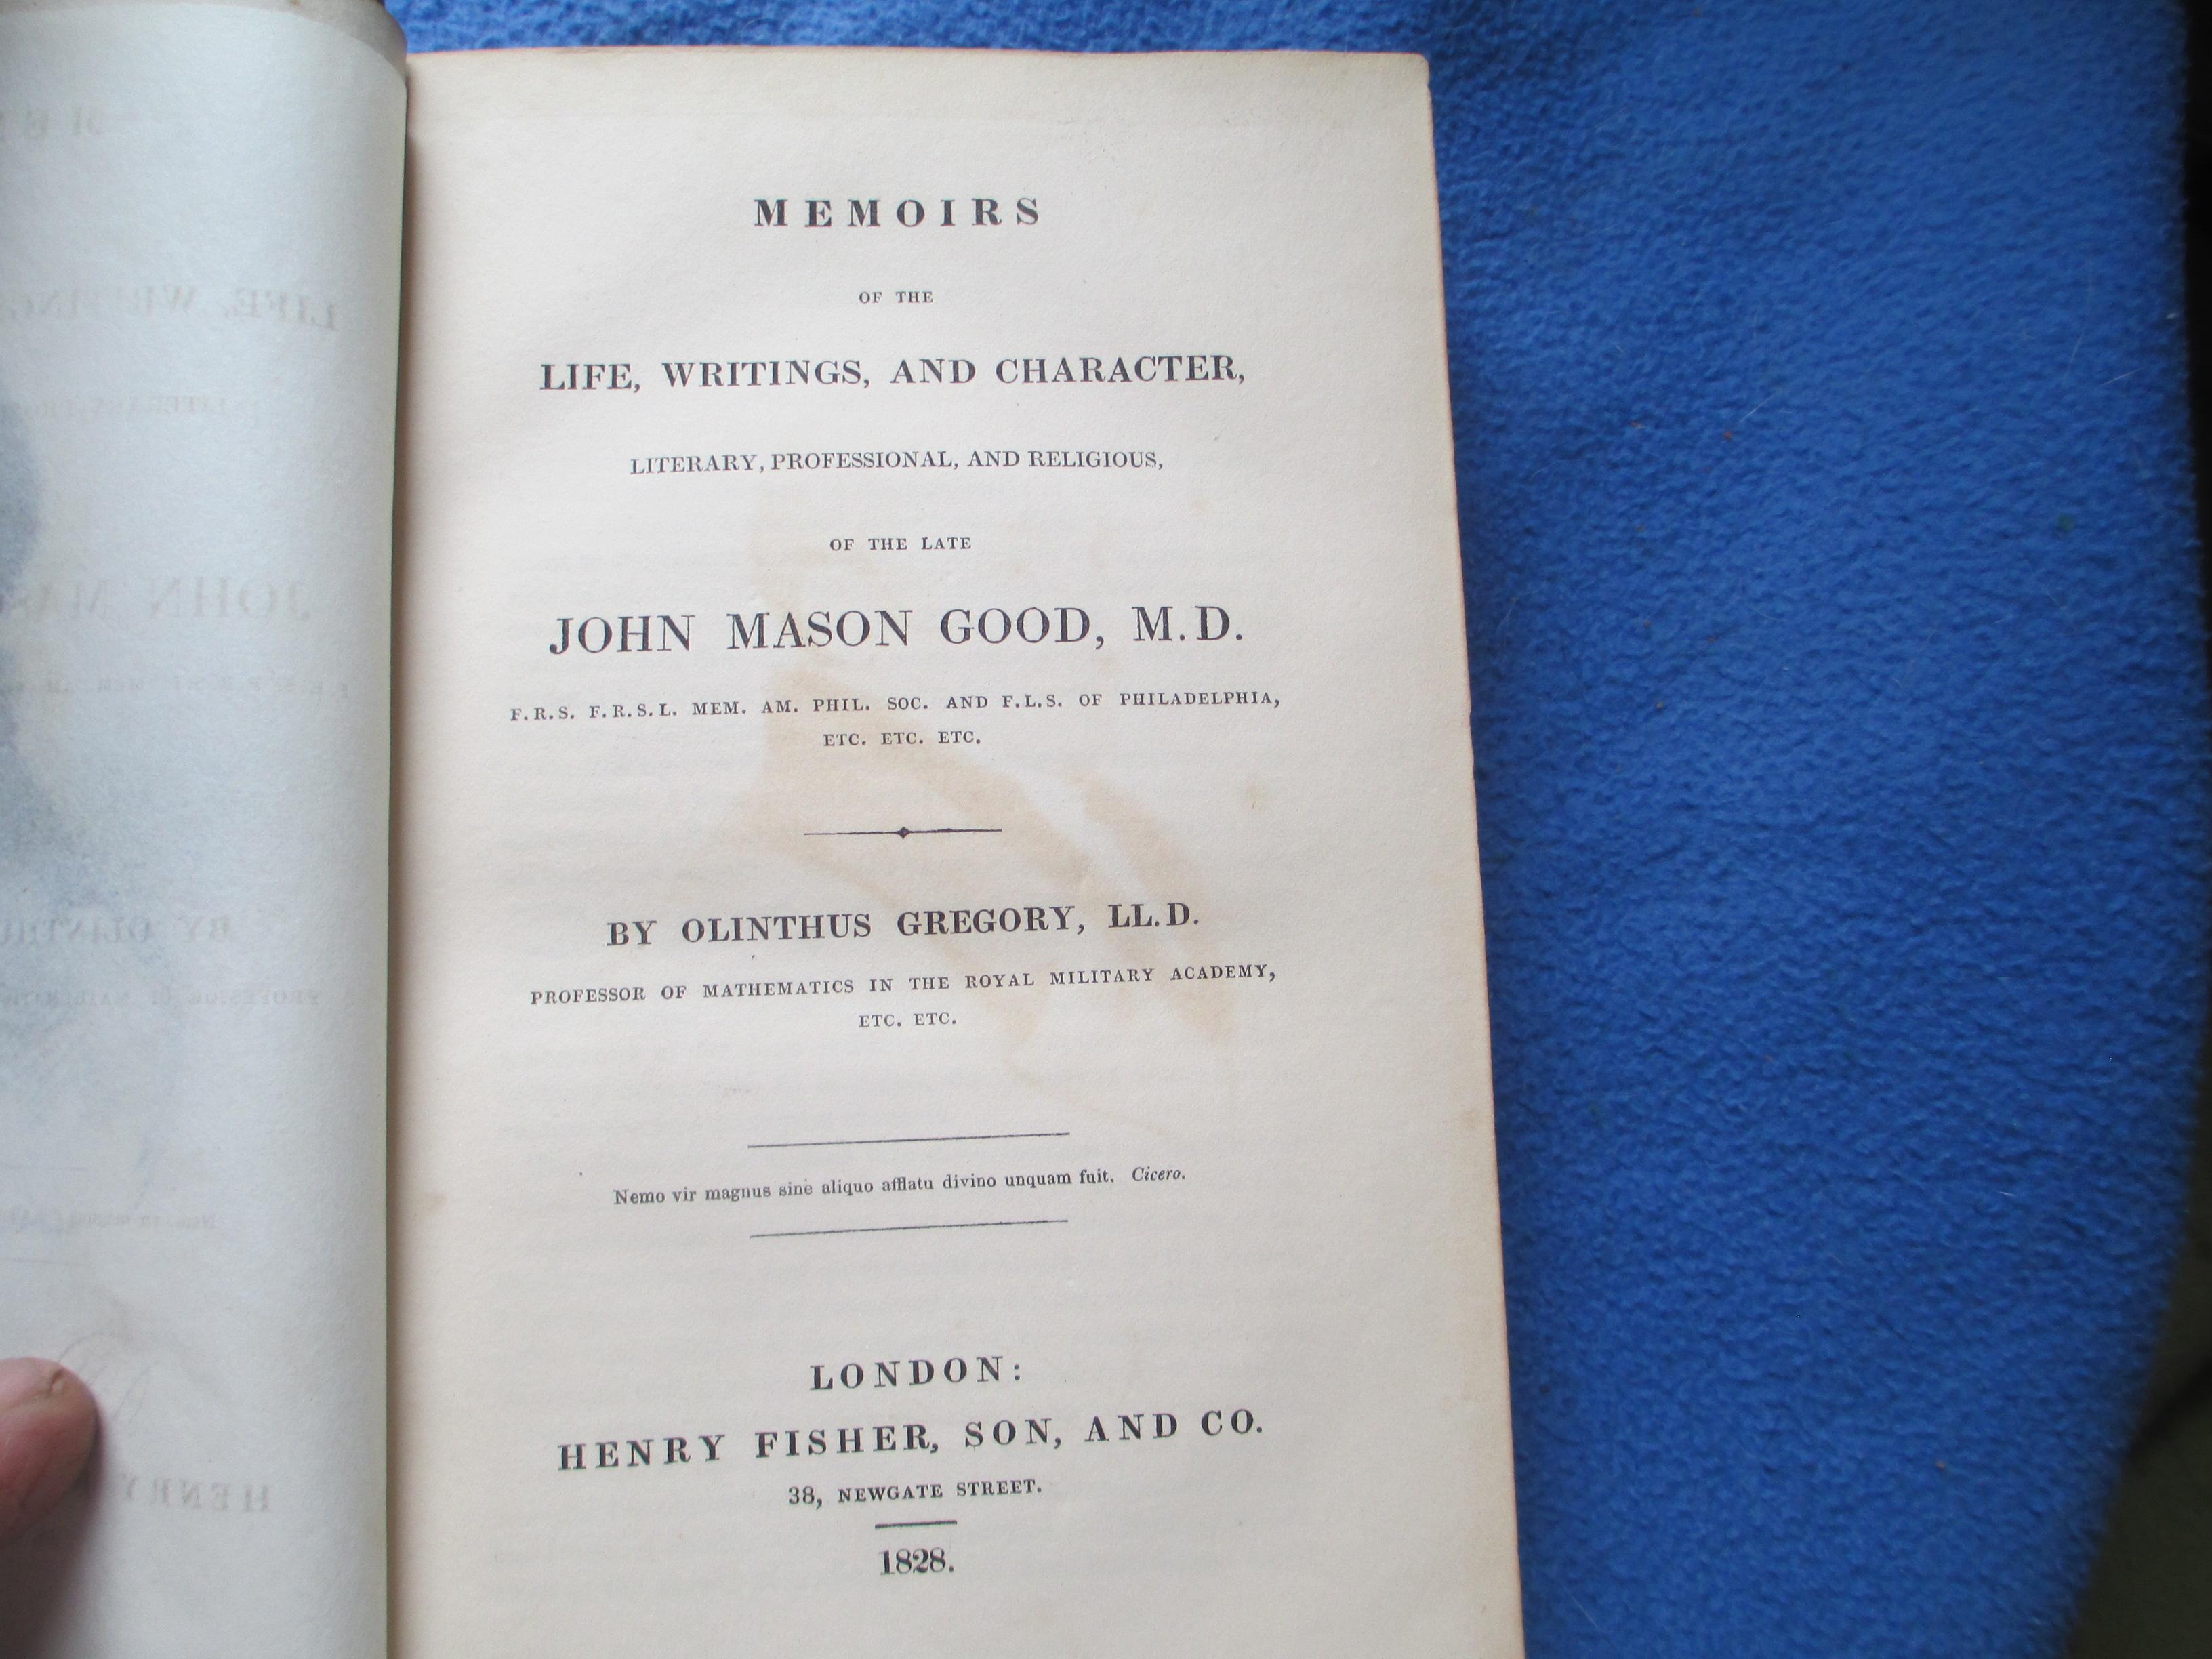 MEMOIRS
OF THE
LIFE, WRITINGS, AND CHARACTER,
LITERARY, PROFESSIONAL, AND RELIGIOUS,
OF THE LATE
JOHN MASON GOOD, M.D.
F.R.S. F.R.S.L. MEM. AM. PHIL. SOC. AND F.L.S. OF PHILADELPHIA,
ETC. ETC. ETC.
BY OLINTHUS GREGORY, LL.D.
PROFESSOR OF MATHEMATICS IN THE ROYAL MILITARY ACADEMY,
ETC. ETC.
Nemo vir magnus sine aliquo afflatu divino unquam fuit. Cicero.
LONDON:
HENRY FISHER, SON, AND CO.
38, NEWGATE STREET.
1828.